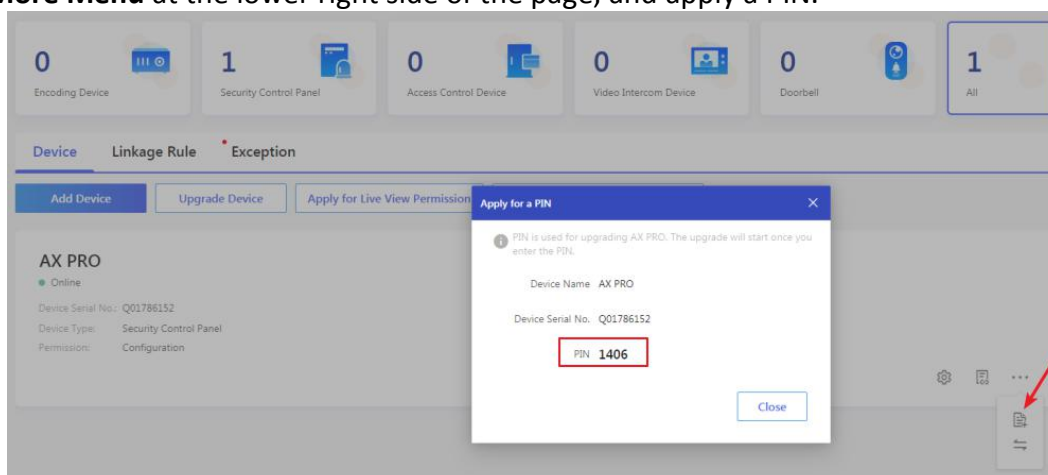 More Menu at the lower right side of the page, and apply a PIN.
0
Encoding Device
1
Security Control Panel
0
Access Control Device
0
Video Intercom Device
0
Doorbell
1
All
Device Linkage Rule Exception
Add Device Upgrade Device Apply for Live View Permission
Apply for a PIN
PIN is used for upgrading AX PRO. The upgrade will start once you
enter the PIN.
Device Name AX PRO
Device Serial No. Q01786152
PIN 1406
Close
AX PRO
Online
Device Serial No.: Q01786152
Device Type: Security Control Panel
Permission: Configuration